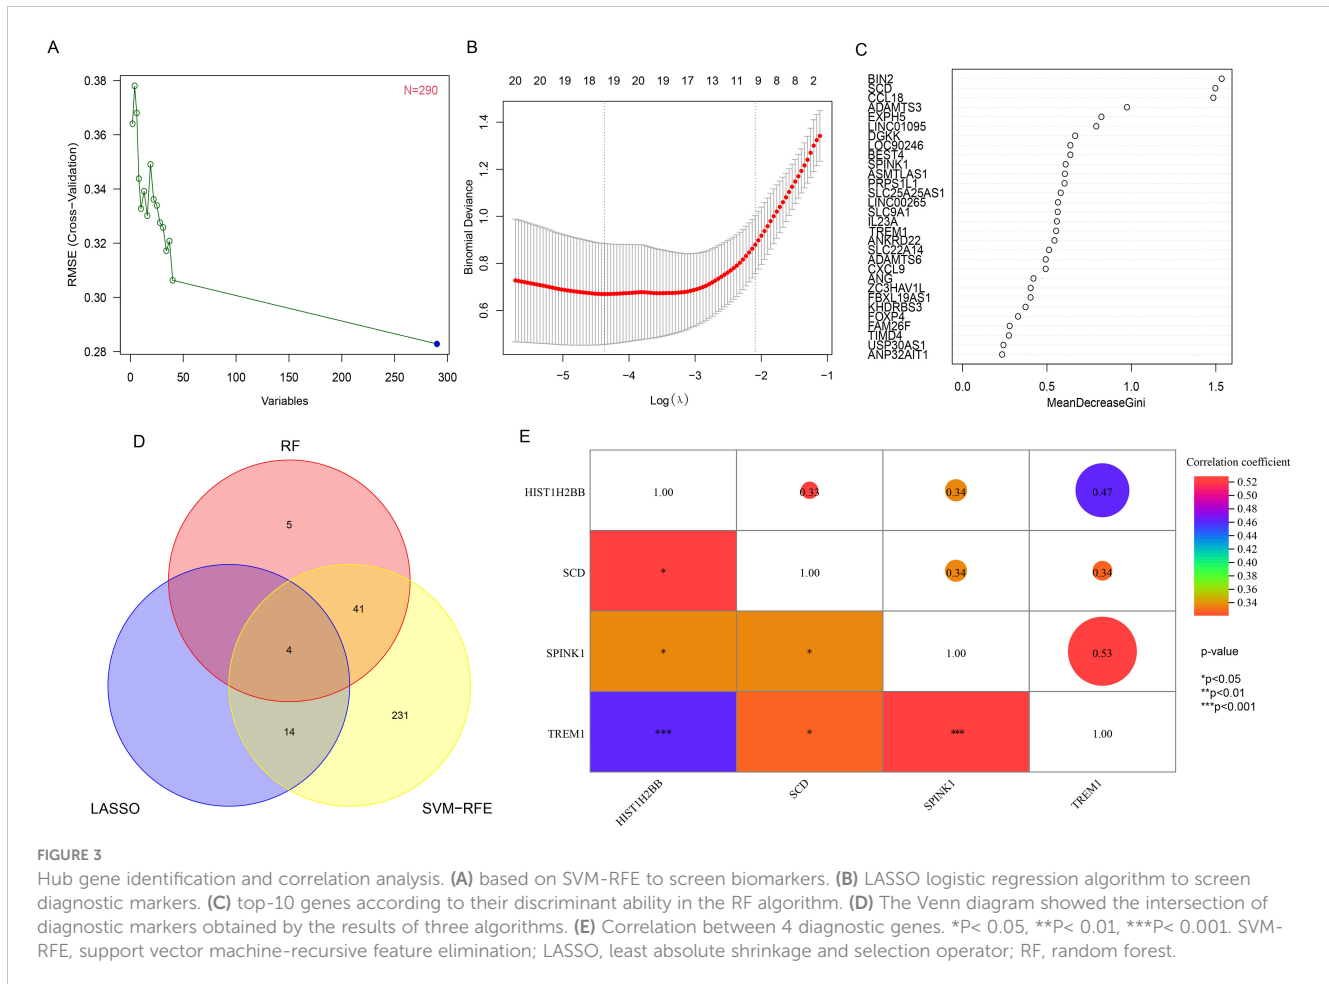 A
N=290
RMSE (Cross-Validation)
0.38
0.36
0.34
0.32
0.30
0.28
0 50 100 150 200 250 300
Variables
B
20 20 19 18 19 20 19 17 13 11 9 8 8 2
Binomial Deviance
1.4
1.2
1.0
0.8
0.6
−5 −4 −3 −2 −1
Log (λ)
C
BIN2
SCD
CCL18
ADAMTS3
EXPH5
LINC01095
DGKK
LOC90246
BEST4
SPINK1
ASMTLAS1
PRPS1L1
SLC25A25AS1
LINC00265
SLC9A1
IL23A
TREM1
ANKRD22
SLC22A14
ADAMTS6
CXCL9
ANG
ZC3HAV1L
FBXL19AS1
KHDRBS3
FOXP4
FAM26F
TIMD4
USP30AS1
ANP32AIT1
0.0 0.5 1.0 1.5
MeanDecreaseGini
D
RF
5
41
4
14
231
LASSO
SVM−RFE
E
HIST1H2BB 1.00 0.33 0.34 0.47
SCD * 1.00 0.34 0.34
SPINK1 * * 1.00 0.53
TREM1 *** * *** 1.00
HIST1H2BB SCD SPINK1 TREM1
Correlation coefficient
0.52
0.50
0.48
0.46
0.44
0.42
0.40
0.38
0.36
0.34
p-value
*p<0.05
**p<0.01
***p<0.001
FIGURE 3
Hub gene identification and correlation analysis. (A) based on SVM-RFE to screen biomarkers. (B) LASSO logistic regression algorithm to screen
diagnostic markers. (C) top-10 genes according to their discriminant ability in the RF algorithm. (D) The Venn diagram showed the intersection of
diagnostic markers obtained by the results of three algorithms. (E) Correlation between 4 diagnostic genes. *P< 0.05, **P< 0.01, ***P< 0.001. SVM-
RFE, support vector machine-recursive feature elimination; LASSO, least absolute shrinkage and selection operator; RF, random forest.